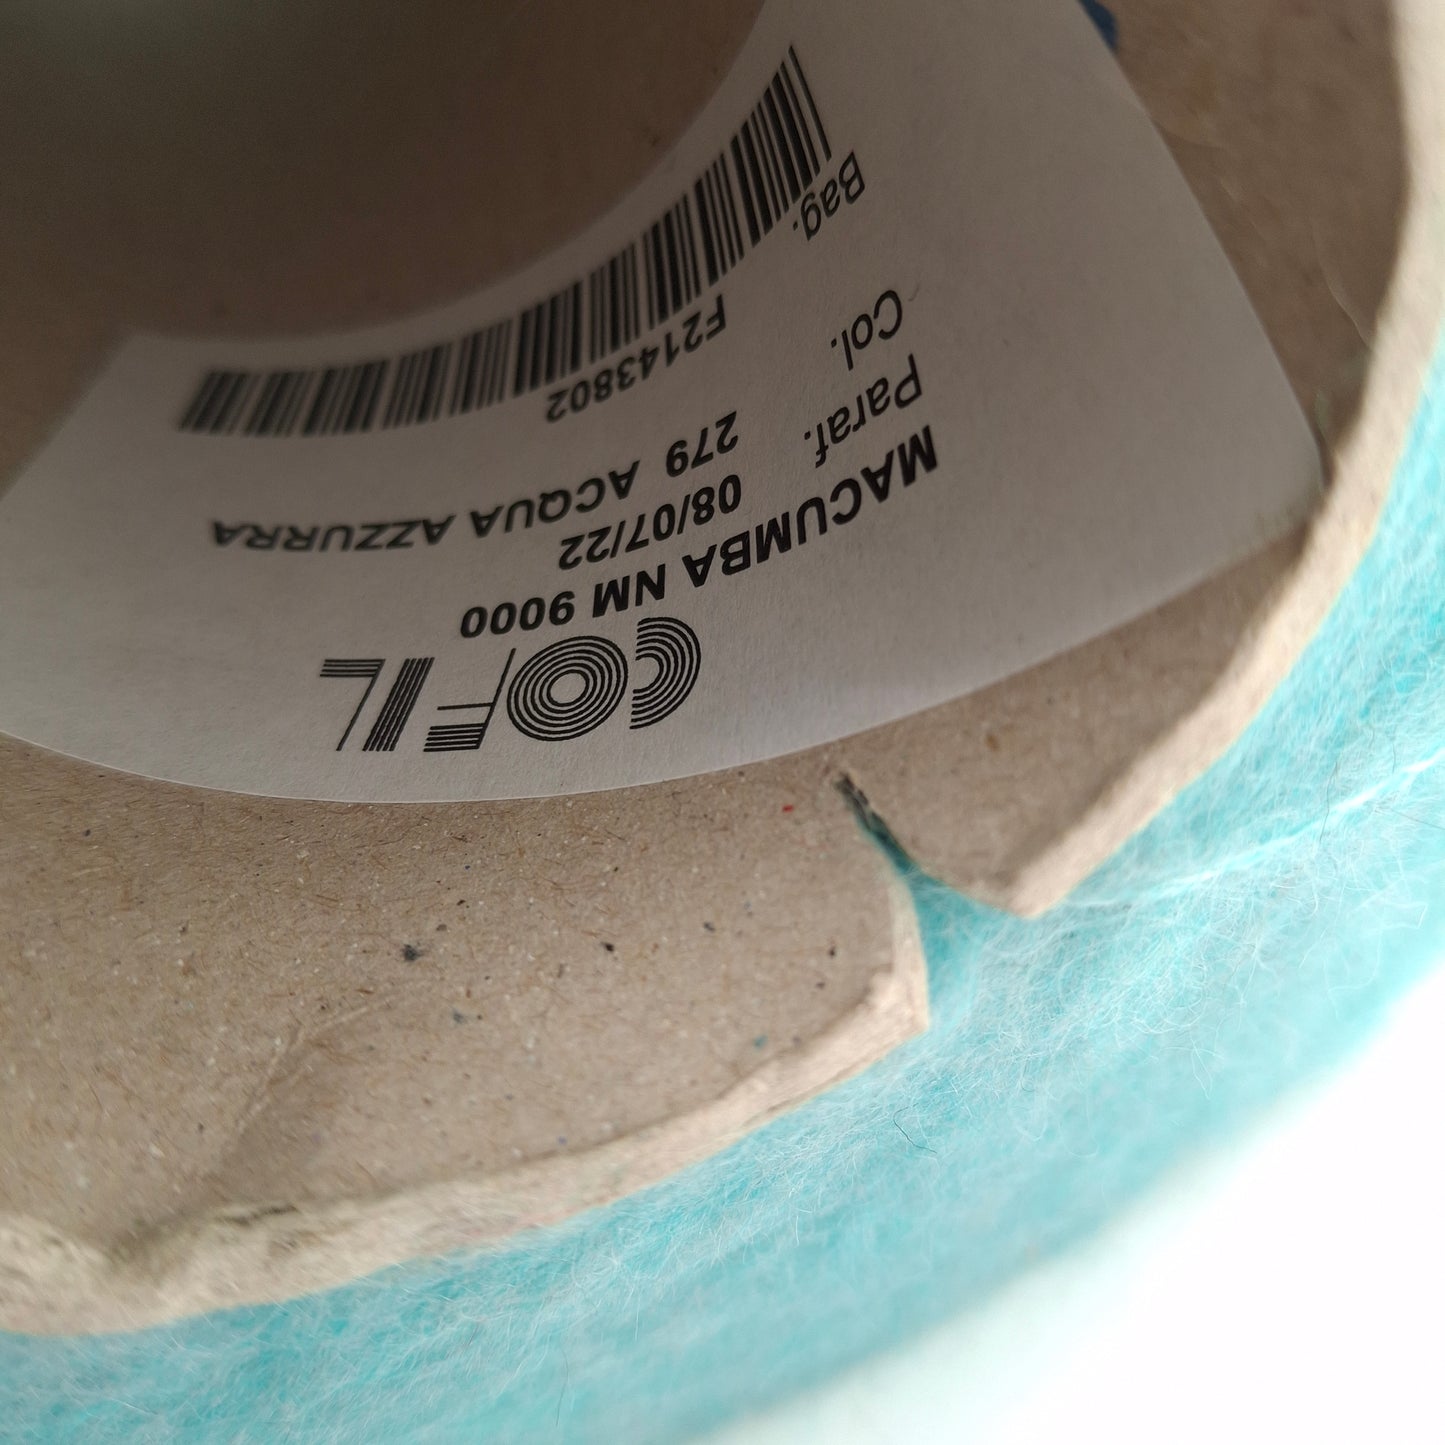 COFIL
MACUMBA NM 9000
Paraf. 08/07/22
Col. 279 ACQUA AZZURRA
Bag. F2143802